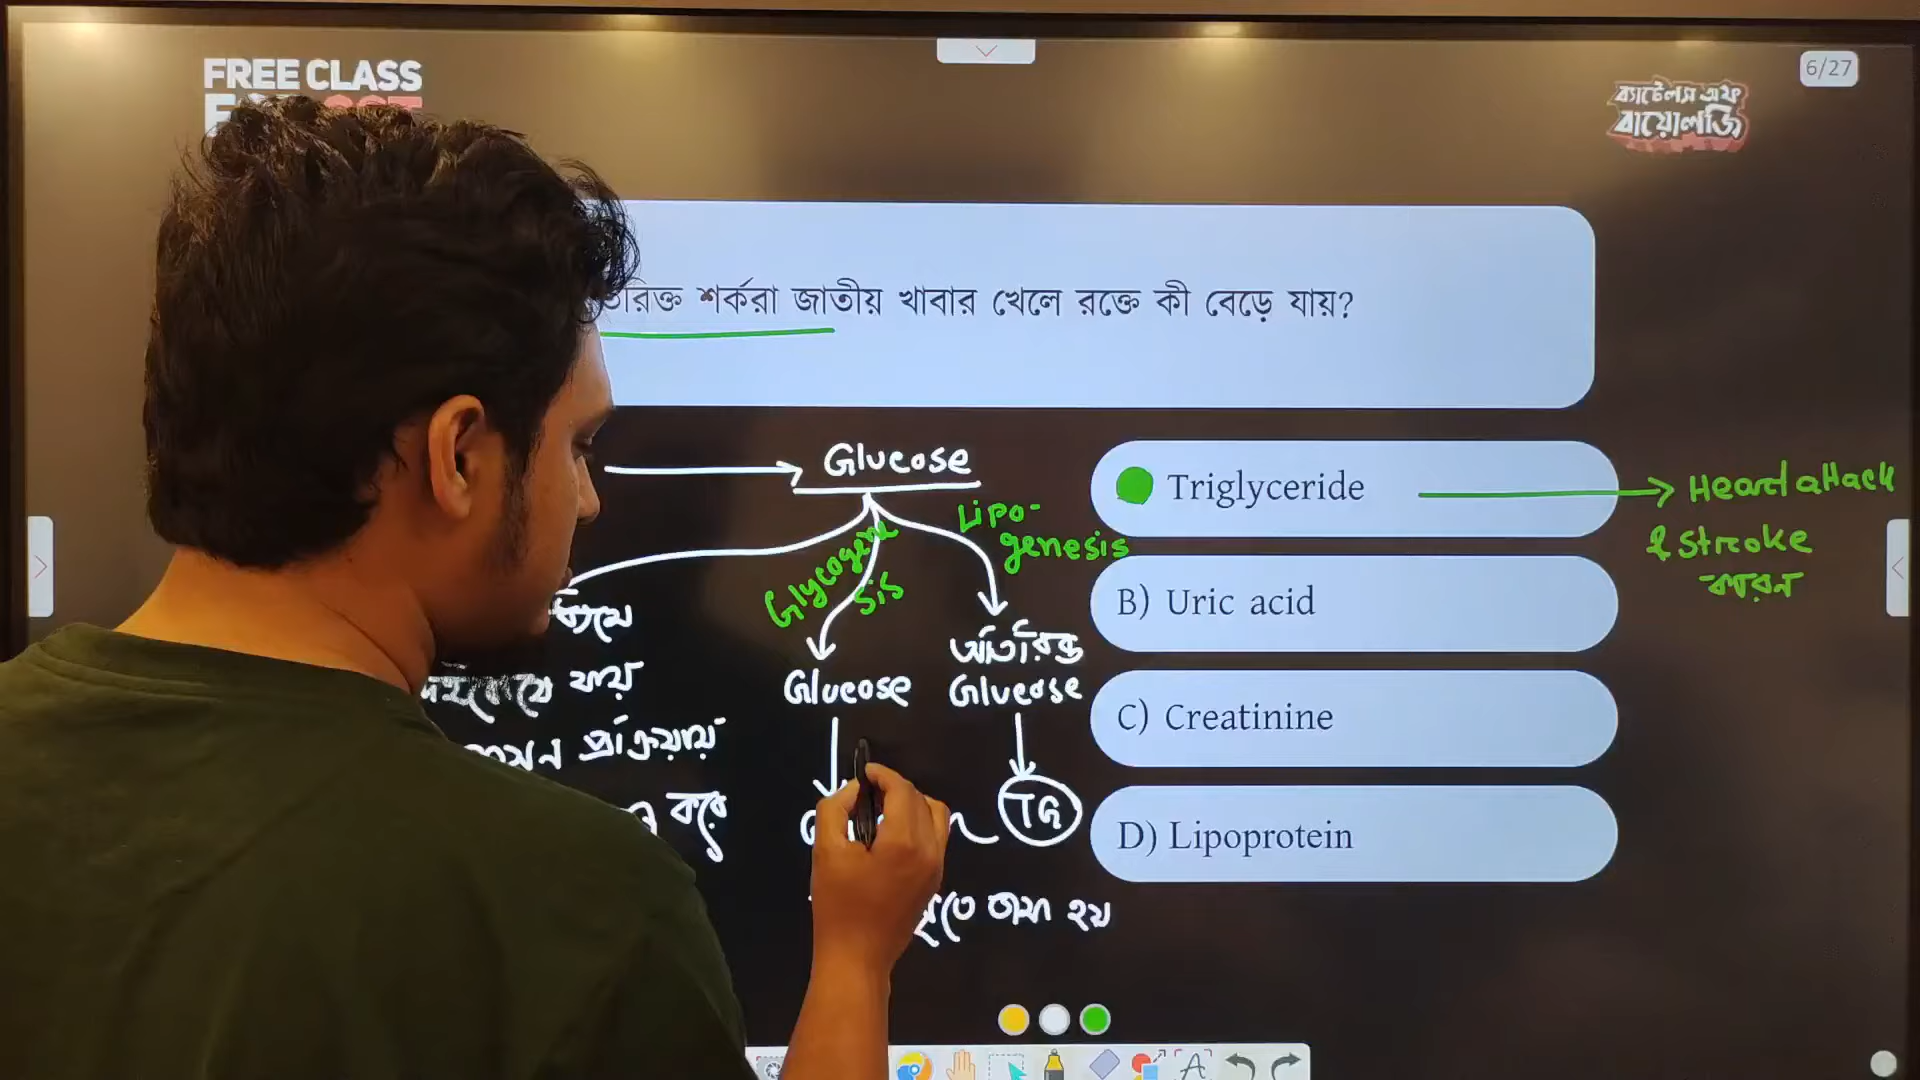 FREE CLASS
6/27
ব্যাটেলস অফ
বায়োলজি
শর্করা জাতীয় খাবার খেলে রক্তে কী বেড়ে যায়?
Glucose
Triglyceride
Heart attack
& stroke
কারন
Lipo-
genesis
Glycogene
sis
B) Uric acid
যায়
Glucose
অতিরিক্ত
Glucose
C) Creatinine
প্রক্রিয়ায়
করে
TG
D) Lipoprotein
জমা হয়